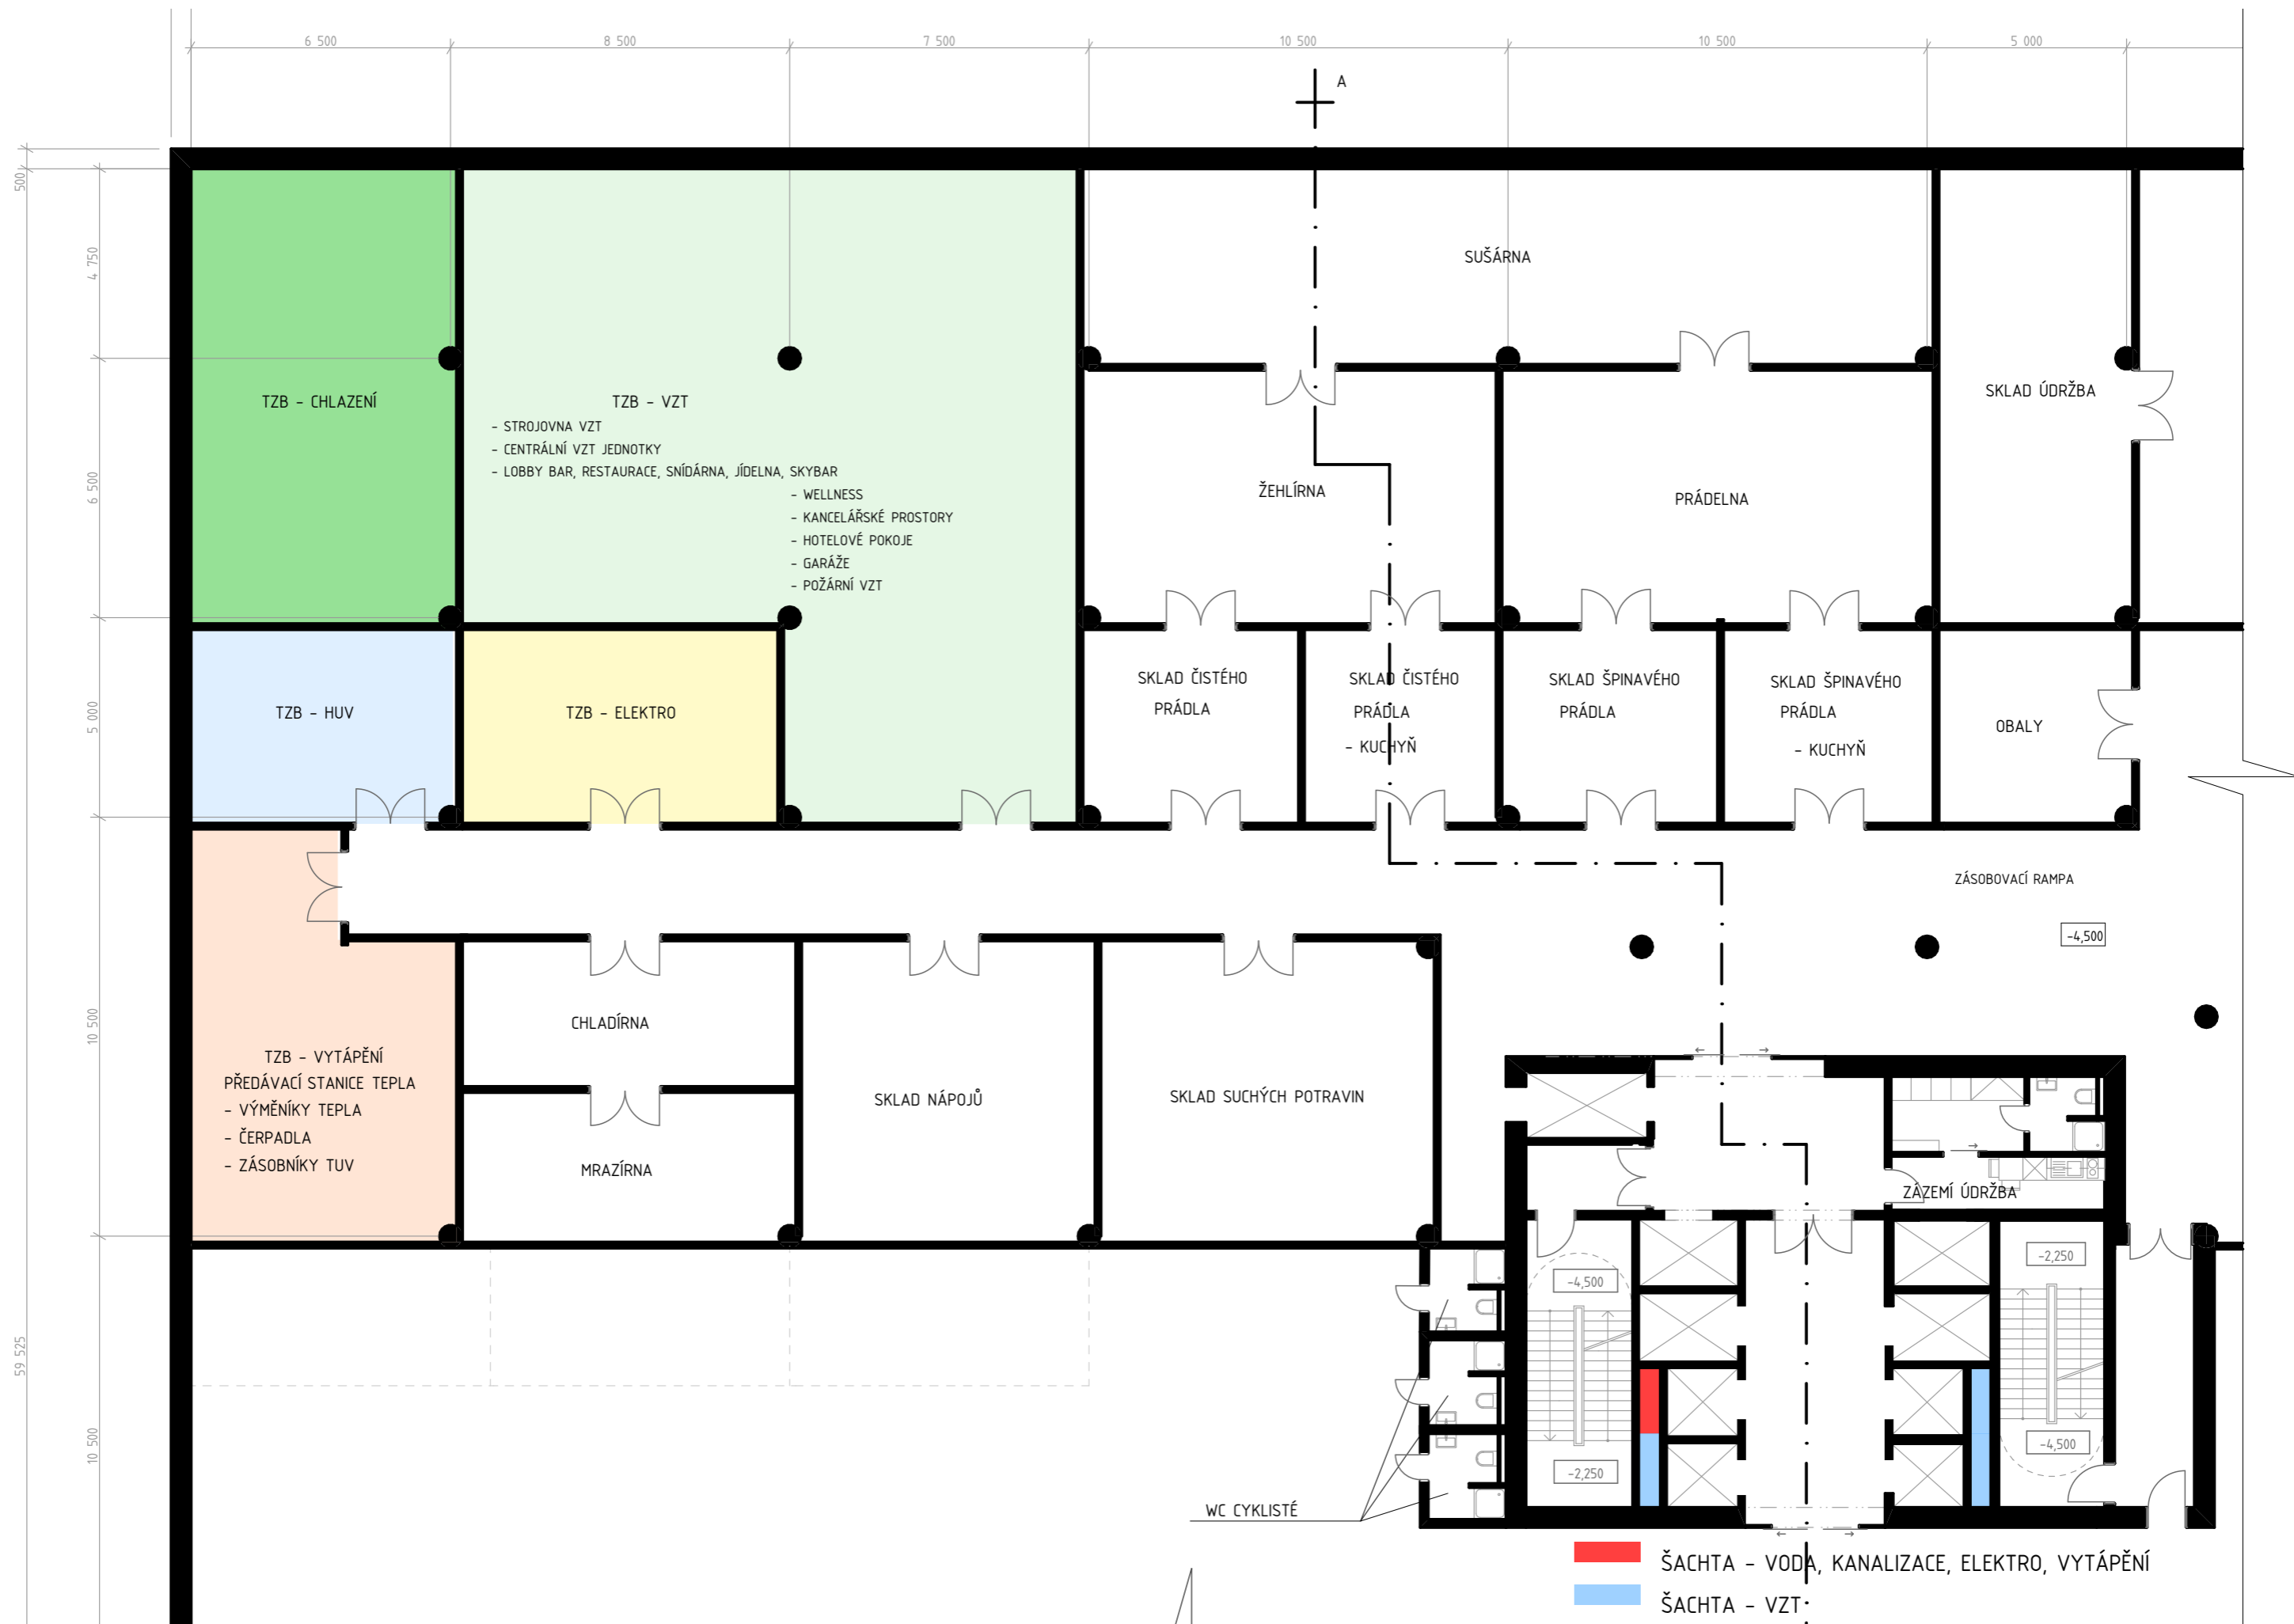 6 500
8 500
7 500
10 500
10 500
5 000
A
500
4 750
6 500
5 000
10 500
59 525
10 500
SUŠÁRNA
SKLAD ÚDRŽBA
TZB - CHLAZENÍ
TZB - VZT
- STROJOVNA VZT
- CENTRÁLNÍ VZT JEDNOTKY
- LOBBY BAR, RESTAURACE, SNÍDÁRNA, JÍDELNA, SKYBAR
- WELLNESS
- KANCELÁŘSKÉ PROSTORY
- HOTELOVÉ POKOJE
- GARÁŽE
- POŽÁRNÍ VZT
ŽEHLÍRNA
PRÁDELNA
TZB - HUV
TZB - ELEKTRO
SKLAD ČISTÉHO
PRÁDLA
SKLAD ČISTÉHO
PRÁDLA
- KUCHYŇ
SKLAD ŠPINAVÉHO
PRÁDLA
SKLAD ŠPINAVÉHO
PRÁDLA
- KUCHYŇ
OBALY
ZÁSOBOVACÍ RAMPA
-4,500
TZB - VYTÁPĚNÍ
PŘEDÁVACÍ STANICE TEPLA
- VÝMĚNÍKY TEPLA
- ČERPADLA
- ZÁSOBNÍKY TUV
CHLADÍRNA
MRAZÍRNA
SKLAD NÁPOJŮ
SKLAD SUCHÝCH POTRAVIN
ZÁZEMÍ ÚDRŽBA
-4,500
-2,250
-2,250
-4,500
WC CYKLISTÉ
ŠACHTA - VODA, KANALIZACE, ELEKTRO, VYTÁPĚNÍ
ŠACHTA - VZT